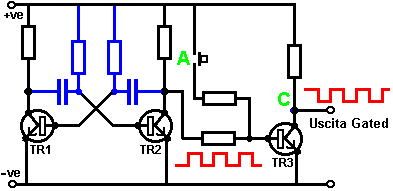 +ve
A
C
Uscita Gated
TR1
TR2
TR3
-ve